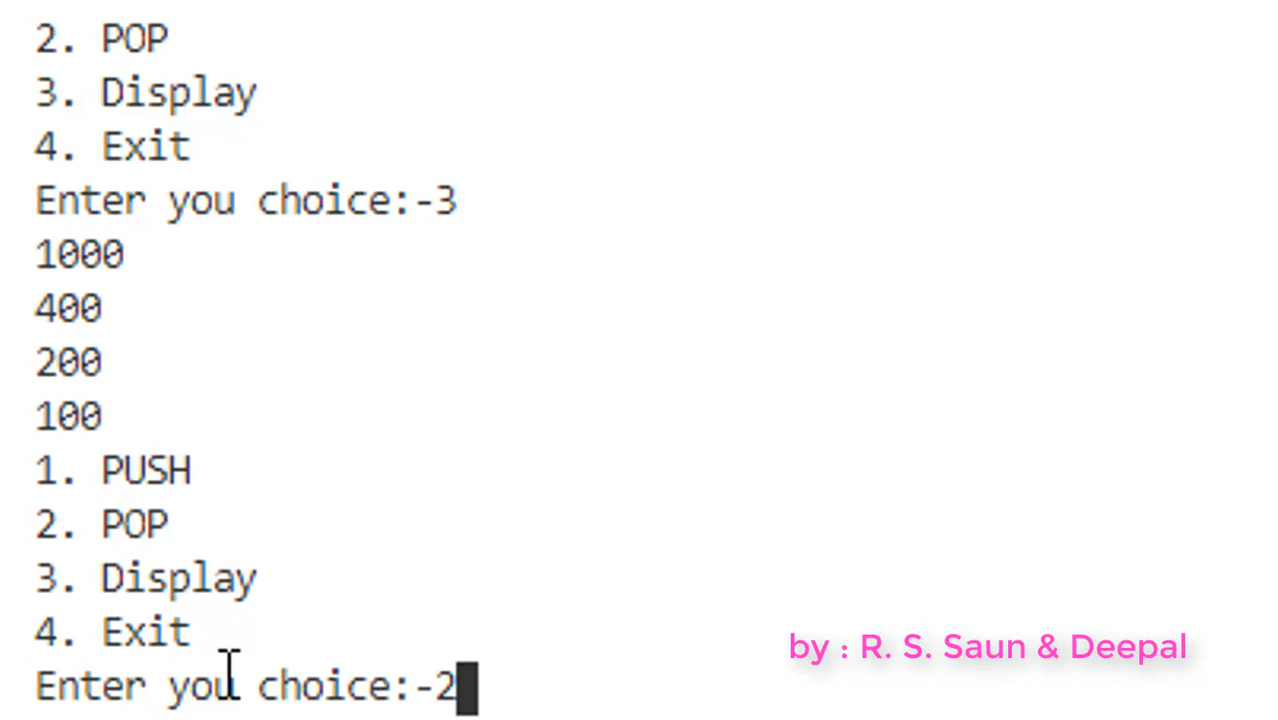 2. POP
3. Display
4. Exit
Enter you choice:-3
1000
400
200
100
1. PUSH
2. POP
3. Display
4. Exit
Enter you choice:-2
by : R. S. Saun & Deepal